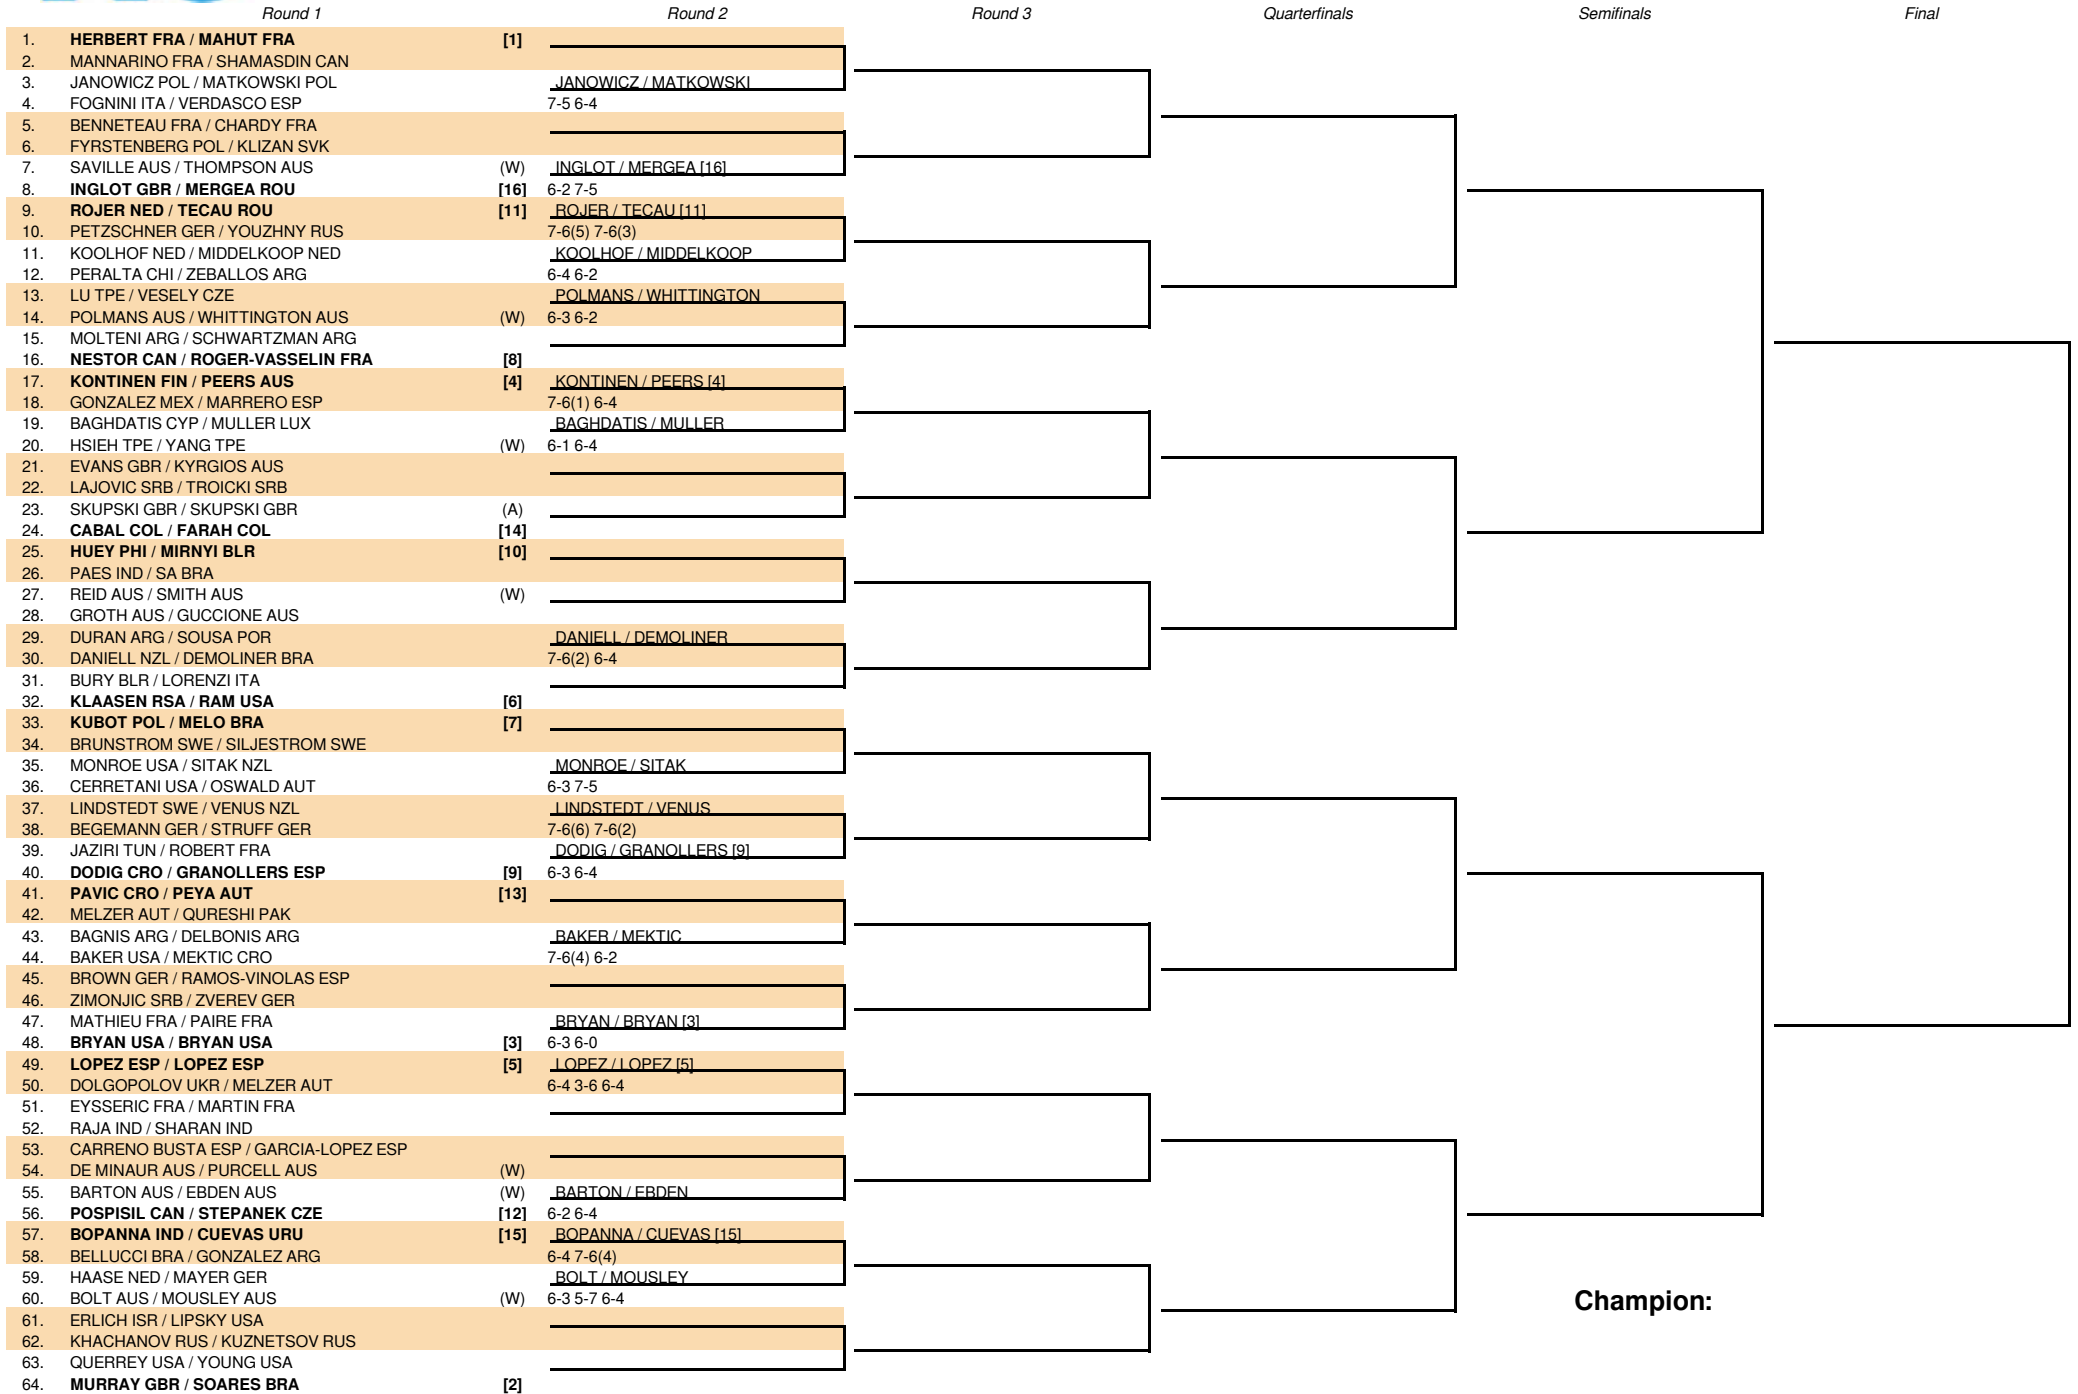 Round 1 Round 2 Round 3 Quarterfinals Semifinals Final
1. HERBERT FRA / MAHUT FRA [1]
2. MANNARINO FRA / SHAMASDIN CAN
3. JANOWICZ POL / MATKOWSKI POL JANOWICZ / MATKOWSKI
4. FOGNINI ITA / VERDASCO ESP 7-5 6-4
5. BENNETEAU FRA / CHARDY FRA
6. FYRSTENBERG POL / KLIZAN SVK
7. SAVILLE AUS / THOMPSON AUS (W) INGLOT / MERGEA [16]
8. INGLOT GBR / MERGEA ROU [16] 6-2 7-5
9. ROJER NED / TECAU ROU [11] ROJER / TECAU [11]
10. PETZSCHNER GER / YOUZHNY RUS 7-6(5) 7-6(3)
11. KOOLHOF NED / MIDDELKOOP NED KOOLHOF / MIDDELKOOP
12. PERALTA CHI / ZEBALLOS ARG 6-4 6-2
13. LU TPE / VESELY CZE POLMANS / WHITTINGTON
14. POLMANS AUS / WHITTINGTON AUS (W) 6-3 6-2
15. MOLTENI ARG / SCHWARTZMAN ARG
16. NESTOR CAN / ROGER-VASSELIN FRA [8]
17. KONTINEN FIN / PEERS AUS [4] KONTINEN / PEERS [4]
18. GONZALEZ MEX / MARRERO ESP 7-6(1) 6-4
19. BAGHDATIS CYP / MULLER LUX BAGHDATIS / MULLER
20. HSIEH TPE / YANG TPE (W) 6-1 6-4
21. EVANS GBR / KYRGIOS AUS
22. LAJOVIC SRB / TROICKI SRB
23. SKUPSKI GBR / SKUPSKI GBR (A)
24. CABAL COL / FARAH COL [14]
25. HUEY PHI / MIRNYI BLR [10]
26. PAES IND / SA BRA
27. REID AUS / SMITH AUS (W)
28. GROTH AUS / GUCCIONE AUS
29. DURAN ARG / SOUSA POR DANIELL / DEMOLINER
30. DANIELL NZL / DEMOLINER BRA 7-6(2) 6-4
31. BURY BLR / LORENZI ITA
32. KLAASEN RSA / RAM USA [6]
33. KUBOT POL / MELO BRA [7]
34. BRUNSTROM SWE / SILJESTROM SWE
35. MONROE USA / SITAK NZL MONROE / SITAK
36. CERRETANI USA / OSWALD AUT 6-3 7-5
37. LINDSTEDT SWE / VENUS NZL LINDSTEDT / VENUS
38. BEGEMANN GER / STRUFF GER 7-6(6) 7-6(2)
39. JAZIRI TUN / ROBERT FRA DODIG / GRANOLLERS [9]
40. DODIG CRO / GRANOLLERS ESP [9] 6-3 6-4
41. PAVIC CRO / PEYA AUT [13]
42. MELZER AUT / QURESHI PAK
43. BAGNIS ARG / DELBONIS ARG BAKER / MEKTIC
44. BAKER USA / MEKTIC CRO 7-6(4) 6-2
45. BROWN GER / RAMOS-VINOLAS ESP
46. ZIMONJIC SRB / ZVEREV GER
47. MATHIEU FRA / PAIRE FRA BRYAN / BRYAN [3]
48. BRYAN USA / BRYAN USA [3] 6-3 6-0
49. LOPEZ ESP / LOPEZ ESP [5] LOPEZ / LOPEZ [5]
50. DOLGOPOLOV UKR / MELZER AUT 6-4 3-6 6-4
51. EYSSERIC FRA / MARTIN FRA
52. RAJA IND / SHARAN IND
53. CARRENO BUSTA ESP / GARCIA-LOPEZ ESP
54. DE MINAUR AUS / PURCELL AUS (W)
55. BARTON AUS / EBDEN AUS (W) BARTON / EBDEN
56. POSPISIL CAN / STEPANEK CZE [12] 6-2 6-4
57. BOPANNA IND / CUEVAS URU [15] BOPANNA / CUEVAS [15]
58. BELLUCCI BRA / GONZALEZ ARG 6-4 7-6(4)
59. HAASE NED / MAYER GER BOLT / MOUSLEY
60. BOLT AUS / MOUSLEY AUS (W) 6-3 5-7 6-4
Champion:
61. ERLICH ISR / LIPSKY USA
62. KHACHANOV RUS / KUZNETSOV RUS
63. QUERREY USA / YOUNG USA
64. MURRAY GBR / SOARES BRA [2]